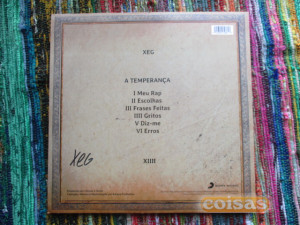 XEG
A TEMPERANÇA
I Meu Rap
II Escolhas
III Frases Feitas
IIII Gritos
V Diz-me
VI Erros
XEG
XIIII
coisas